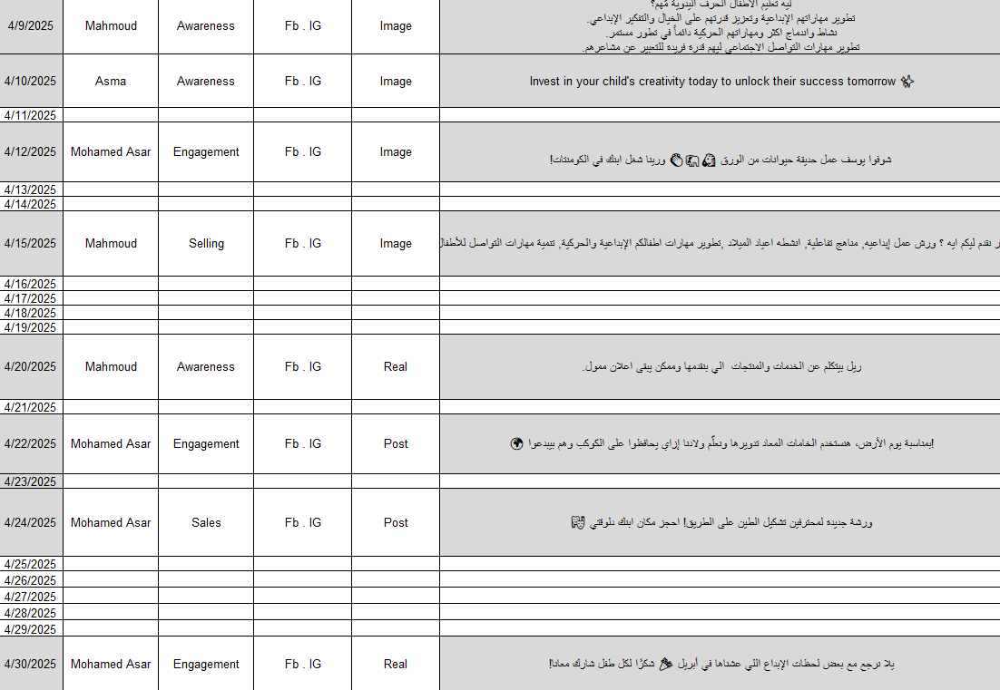 ليه تعليم الأطفال الحرف اليدوية مُهم؟
4/9/2025 Mahmoud Awareness Fb . IG Image
تطوير مهاراتهم الإبداعية وتعزيز قدرتهم على الخيال والتفكير الإبداعي.
نشاط واندماج اكثر ومهاراتهم الحركية دائماً في تطور مستمر.
تطوير مهارات التواصل الاجتماعي ليهم قدرة فريدة للتعبير عن مشاعرهم.
4/10/2025 Asma Awareness Fb . IG Image Invest in your child's creativity today to unlock their success tomorrow ✨
4/11/2025
4/12/2025 Mohamed Asar Engagement Fb . IG Image شوفوا يوسف عمل حديقة حيوانات من الورق 🦁🐘👏 ورينا شغل ابنك في الكومنتات!
4/13/2025
4/14/2025
4/15/2025 Mahmoud Selling Fb . IG Image نقدم ليكم ايه ؟ ورش عمل إبداعيه, مناهج تفاعلية, انشطه اعياد الميلاد ,تطوير مهارات اطفالكم الإبداعية والحركية, تنمية مهارات التواصل للأطفال
4/16/2025
4/17/2025
4/18/2025
4/19/2025
4/20/2025 Mahmoud Awareness Fb . IG Real ريل بيتكلم عن الخدمات والمنتجات الي بنقدمها وممكن يبقى اعلان ممول.
4/21/2025
4/22/2025 Mohamed Asar Engagement Fb . IG Post بمناسبة يوم الأرض، هنستخدم الخامات المعاد تدويرها ونعلّم ولادنا إزاي يحافظوا على الكوكب وهم بيبدعوا 🌍!
4/23/2025
4/24/2025 Mohamed Asar Sales Fb . IG Post ورشة جديدة لمحترفين تشكيل الطين على الطريق! احجز مكان ابنك دلوقتي 🎨
4/25/2025
4/26/2025
4/27/2025
4/28/2025
4/29/2025
4/30/2025 Mohamed Asar Engagement Fb . IG Real يلا نرجع مع بعض لحظات الإبداع اللي عشناها في أبريل 🎉 شكرًا لكل طفل شارك معانا!